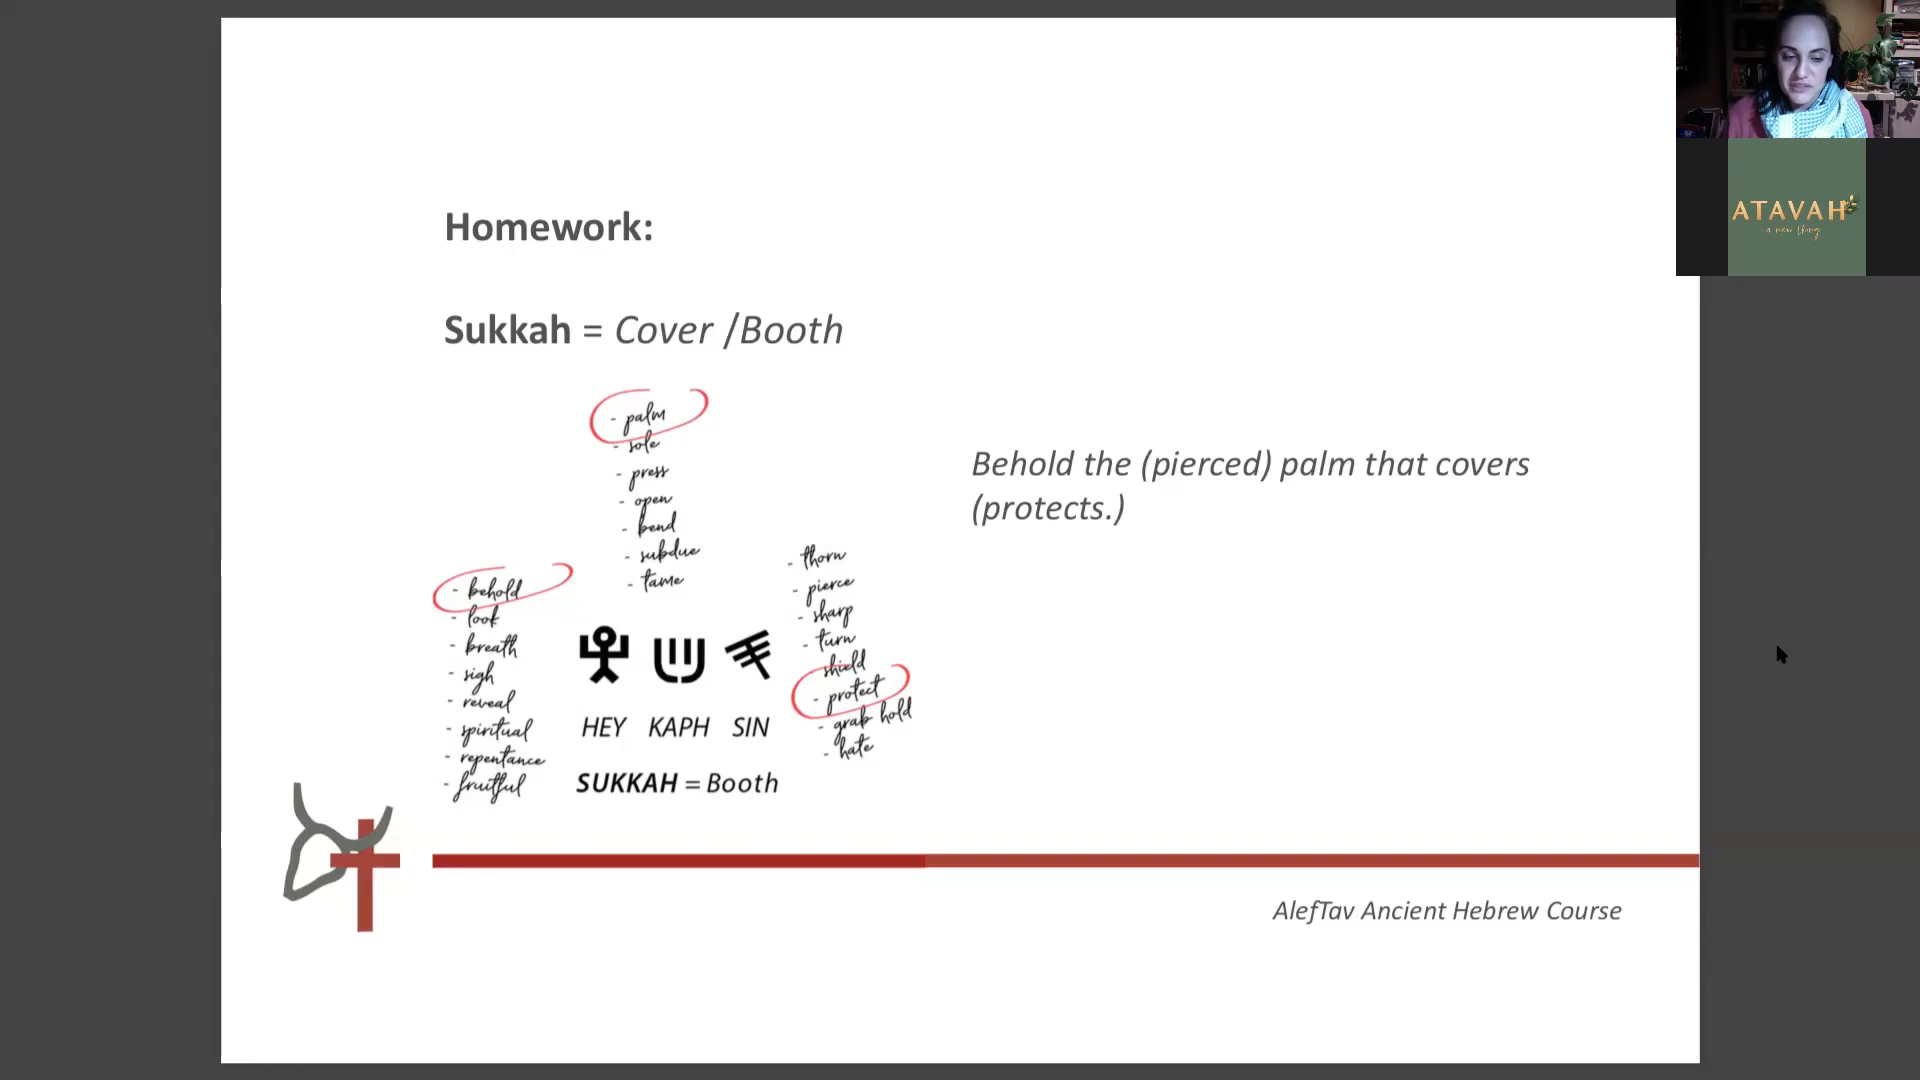 Homework:
Sukkah = Cover /Booth
- palm
- sole
- press
- open
- bend
- subdue
- tame
Behold the (pierced) palm that covers
(protects.)
- behold
- look
- breath
- sigh
- reveal
- spiritual
- repentance
- fruitful
- thorn
- pierce
- sharp
- turn
shield
- protect
- grab hold
- hate
HEY KAPH SIN
SUKKAH = Booth
AlefTav Ancient Hebrew Course
ATAVAH
a new thing